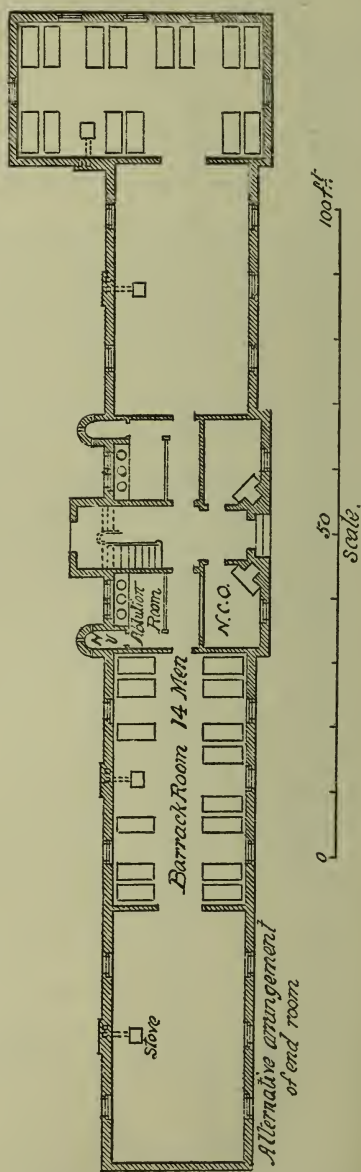 Alternative arrangement
of end room
Stove
Barrack Room 14 Men
Ablution
Room
N.C.O.
0
50
100 ft.
Scale.